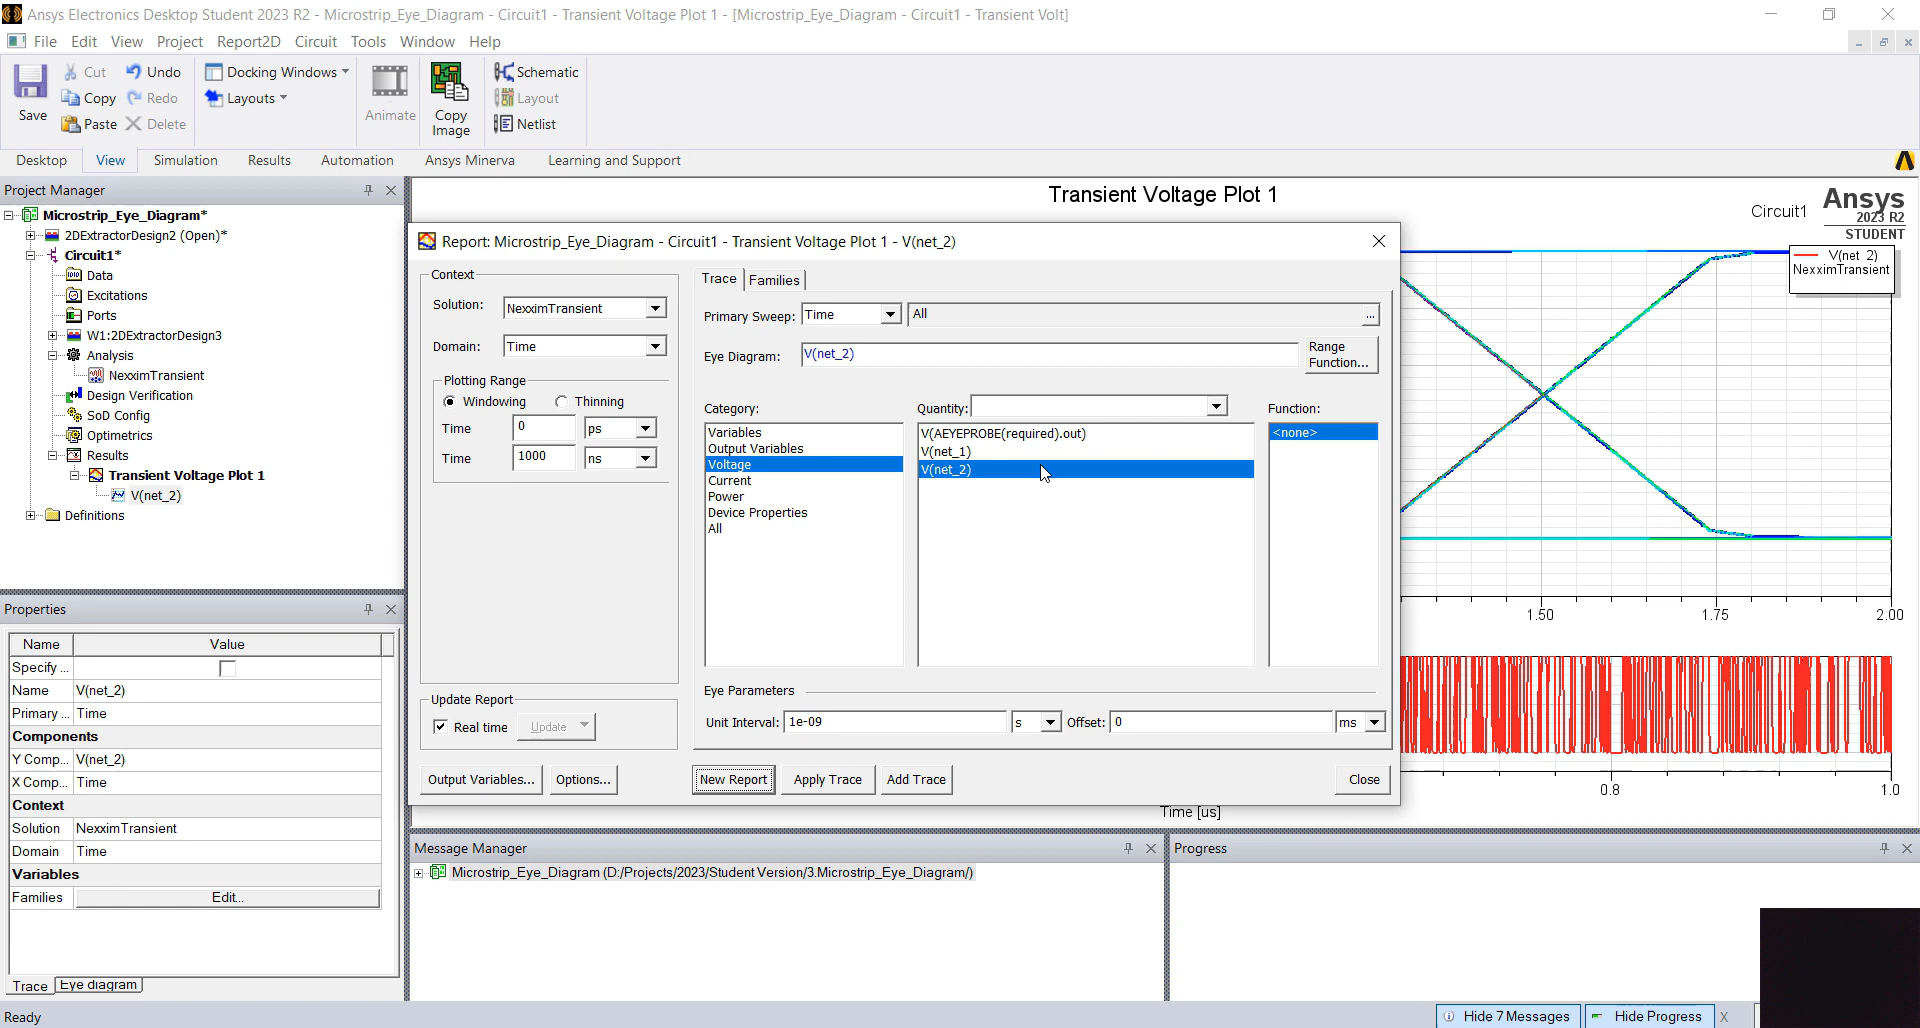 Ansys Electronics Desktop Student 2023 R2 - Microstrip_Eye_Diagram - Circuit1 - Transient Voltage Plot 1 - [Microstrip_Eye_Diagram - Circuit1 - Transient Volt]
File Edit View Project Report2D Circuit Tools Window Help
Save
Cut
Copy
Paste
Undo
Redo
Delete
Docking Windows
Layouts
Animate
Copy Image
Schematic
Layout
Netlist
Desktop View Simulation Results Automation Ansys Minerva Learning and Support
Project Manager
Microstrip_Eye_Diagram*
2DExtractorDesign2 (Open)*
Circuit1*
Data
Excitations
Ports
W1:2DExtractorDesign3
Analysis
NexximTransient
Design Verification
SoD Config
Optimetrics
Results
Transient Voltage Plot 1
V(net_2)
Definitions
Properties
Name Value
Specify ...
Name V(net_2)
Primary ... Time
Components
Y Comp... V(net_2)
X Comp... Time
Context
Solution NexximTransient
Domain Time
Variables
Families Edit...
Trace Eye diagram
Transient Voltage Plot 1
Circuit1
Ansys
2023 R2
STUDENT
V(net_2)
NexximTransient
1.50 1.75 2.00
0.8 1.0
Time [us]
Report: Microstrip_Eye_Diagram - Circuit1 - Transient Voltage Plot 1 - V(net_2)
Context
Solution: NexximTransient
Domain: Time
Plotting Range
Windowing Thinning
Time 0 ps
Time 1000 ns
Update Report
Real time Update
Output Variables... Options...
Trace Families
Primary Sweep: Time All ...
Eye Diagram: V(net_2)
Range Function...
Category:
Variables
Output Variables
Voltage
Current
Power
Device Properties
All
Quantity:
V(AEYEPROBE(required).out)
V(net_1)
V(net_2)
Function:
<none>
Eye Parameters
Unit Interval: 1e-09 s Offset: 0 ms
New Report Apply Trace Add Trace Close
Message Manager
Microstrip_Eye_Diagram (D:/Projects/2023/Student Version/3.Microstrip_Eye_Diagram/)
Progress
Ready
Hide 7 Messages Hide Progress X